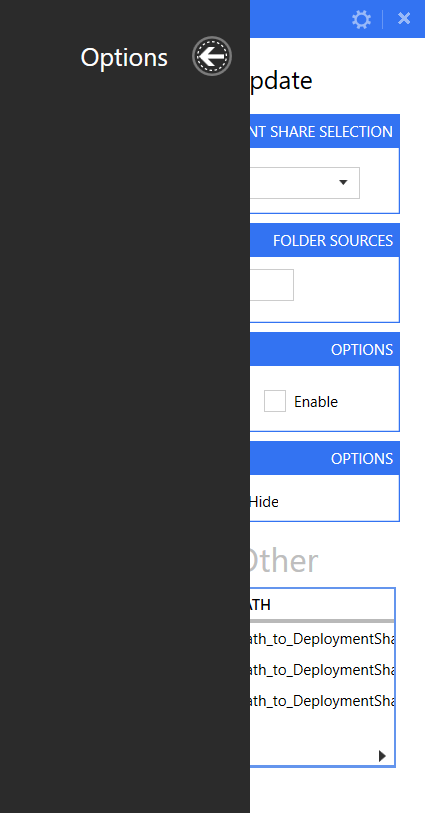 Options
pdate
NT SHARE SELECTION
FOLDER SOURCES
OPTIONS
Enable
OPTIONS
Hide
Other
ATH
ath_to_DeploymentSha
ath_to_DeploymentSha
ath_to_DeploymentSha